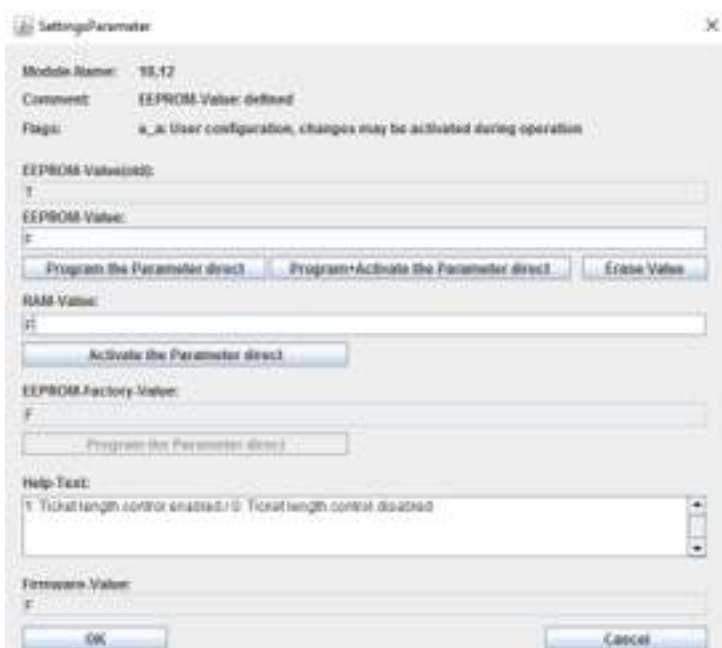 SettingsParameter
Module-Name: 10,12
Comment: EEPROM-Value: defined
Flags: u_a: User configuration, changes may be activated during operation
EEPROM-Value(old):
T
EEPROM-Value:
F
Program the Parameter direct Program+Activate the Parameter direct Erase Value
RAM-Value:
Activate the Parameter direct
EEPROM-Factory-Value:
F
Program the Parameter direct
Help-Text:
1: Ticket length control enabled / 0: Ticket length control disabled
Firmware-Value:
F
OK Cancel